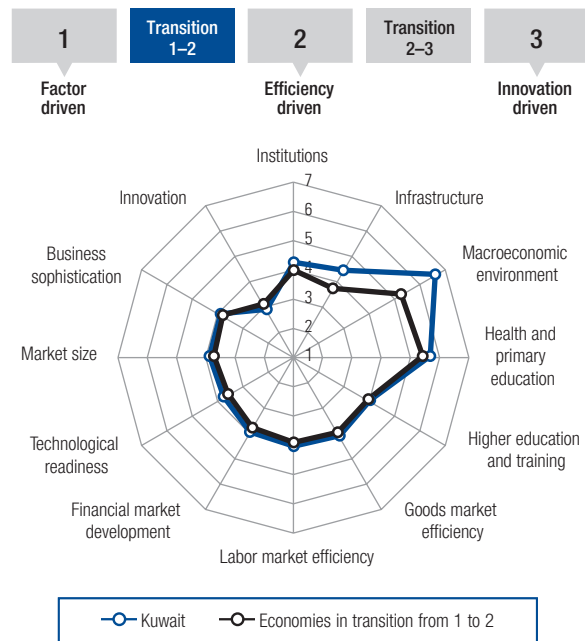 1
Transition
1–2
2
Transition
2–3
3
Factor
driven
Efficiency
driven
Innovation
driven
Institutions
Infrastructure
Macroeconomic
environment
Health and
primary
education
Higher education
and training
Goods market
efficiency
Labor market efficiency
Financial market
development
Technological
readiness
Market size
Business
sophistication
Innovation
7
6
5
4
3
2
1
Kuwait
Economies in transition from 1 to 2